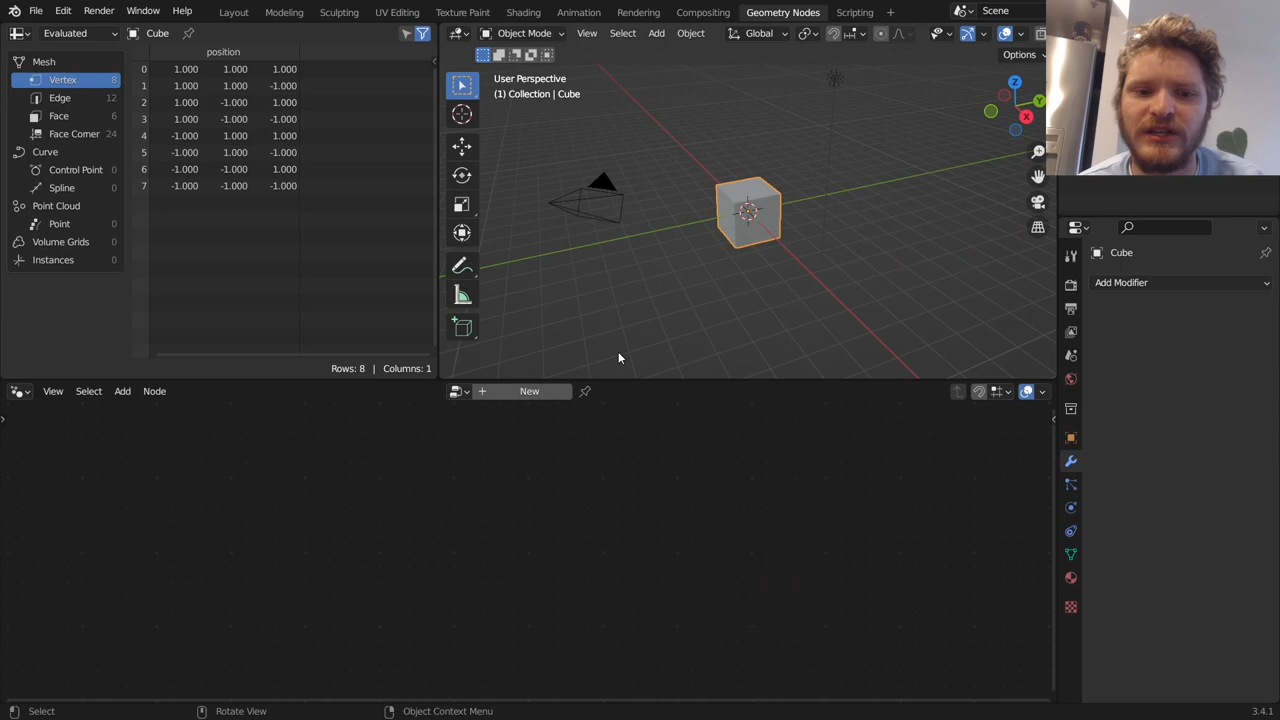 File Edit Render Window Help Layout Modeling Sculpting UV Editing Texture Paint Shading Animation Rendering Compositing Geometry Nodes Scripting Scene
Evaluated Cube
Object Mode View Select Add Object Global
Options
position
Mesh
Vertex 8
Edge 12
Face 6
Face Corner 24
Curve
Control Point 0
Spline 0
Point Cloud
Point 0
Volume Grids 0
Instances 0
0 1.000 1.000 1.000
1 1.000 1.000 -1.000
2 1.000 -1.000 1.000
3 1.000 -1.000 -1.000
4 -1.000 1.000 1.000
5 -1.000 1.000 -1.000
6 -1.000 -1.000 1.000
7 -1.000 -1.000 -1.000
Rows: 8 | Columns: 1
User Perspective
(1) Collection | Cube
Z
Y
X
Cube
Add Modifier
View Select Add Node
New
Select Rotate View Object Context Menu 3.4.1